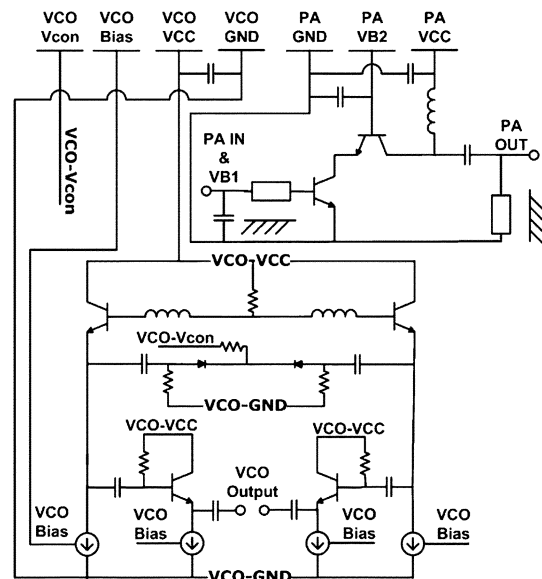 VCO Vcon
VCO Bias
VCO VCC
VCO GND
PA GND
PA VB2
PA VCC
VCO-Vcon
PA IN & VB1
PA OUT
VCO-VCC
VCO-Vcon
VCO-GND
VCO-VCC
VCO-VCC
VCO Output
VCO Bias
VCO Bias
VCO Bias
VCO Bias
VCO-GND